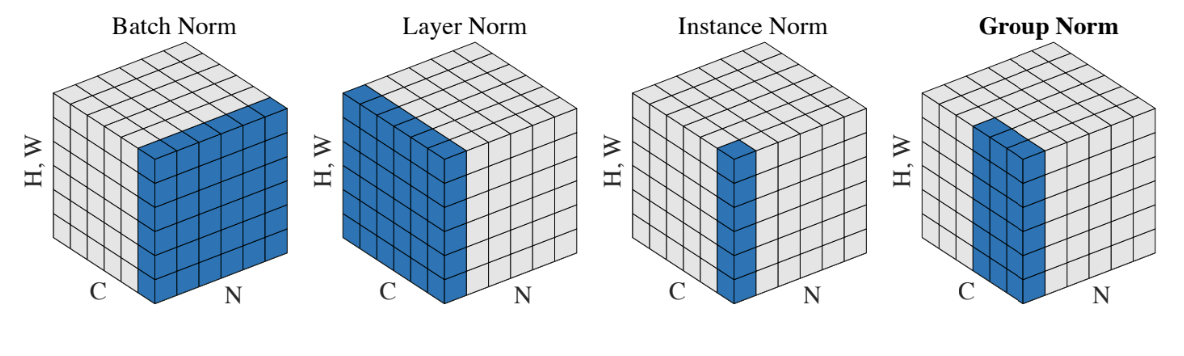 Batch Norm
Layer Norm
Instance Norm
Group Norm
H, W
C
N
H, W
C
N
H, W
C
N
H, W
C
N